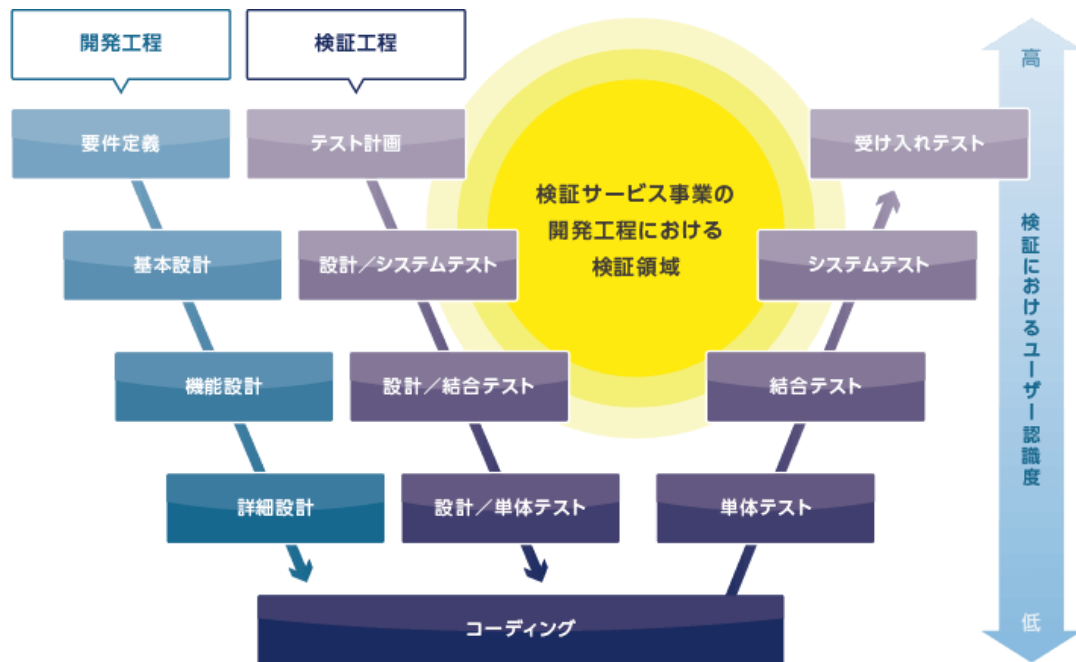 開発工程
検証工程
高
要件定義
テスト計画
受け入れテスト
検証サービス事業の
開発工程における
検証領域
検証におけるユーザー認識度
基本設計
設計／システムテスト
システムテスト
機能設計
設計／結合テスト
結合テスト
詳細設計
設計／単体テスト
単体テスト
コーディング
低